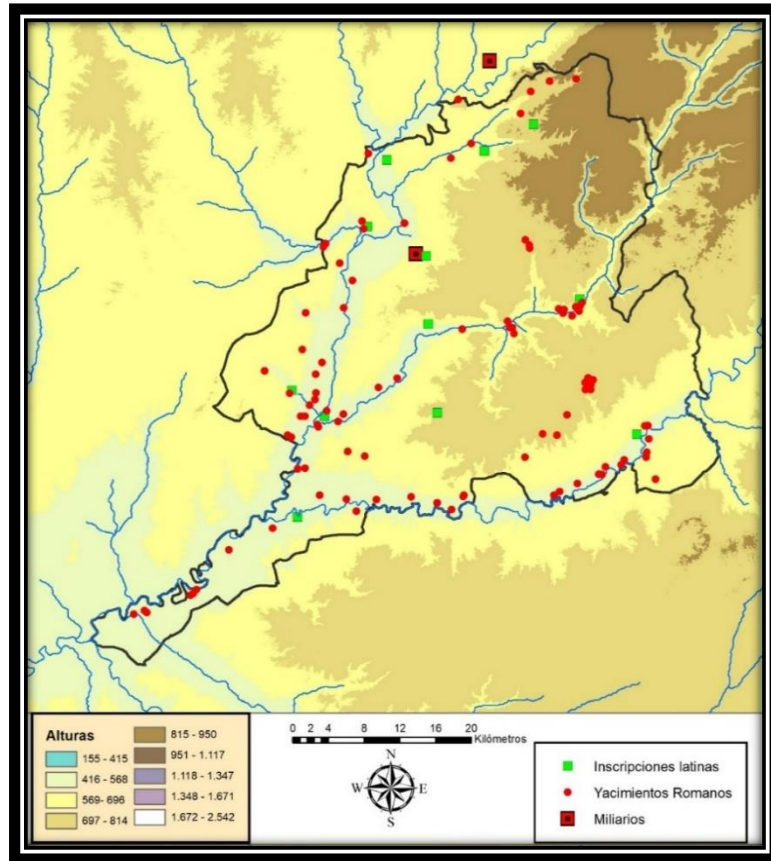 Alturas
155 - 415
416 - 568
569- 696
697 - 814
815 - 950
951 - 1.117
1.118 - 1.347
1.348 - 1.671
1.672 - 2.542
0 2 4 8 12 16 20
Kilómetros
N
W E
S
Inscripciones latinas
Yacimientos Romanos
Miliarios